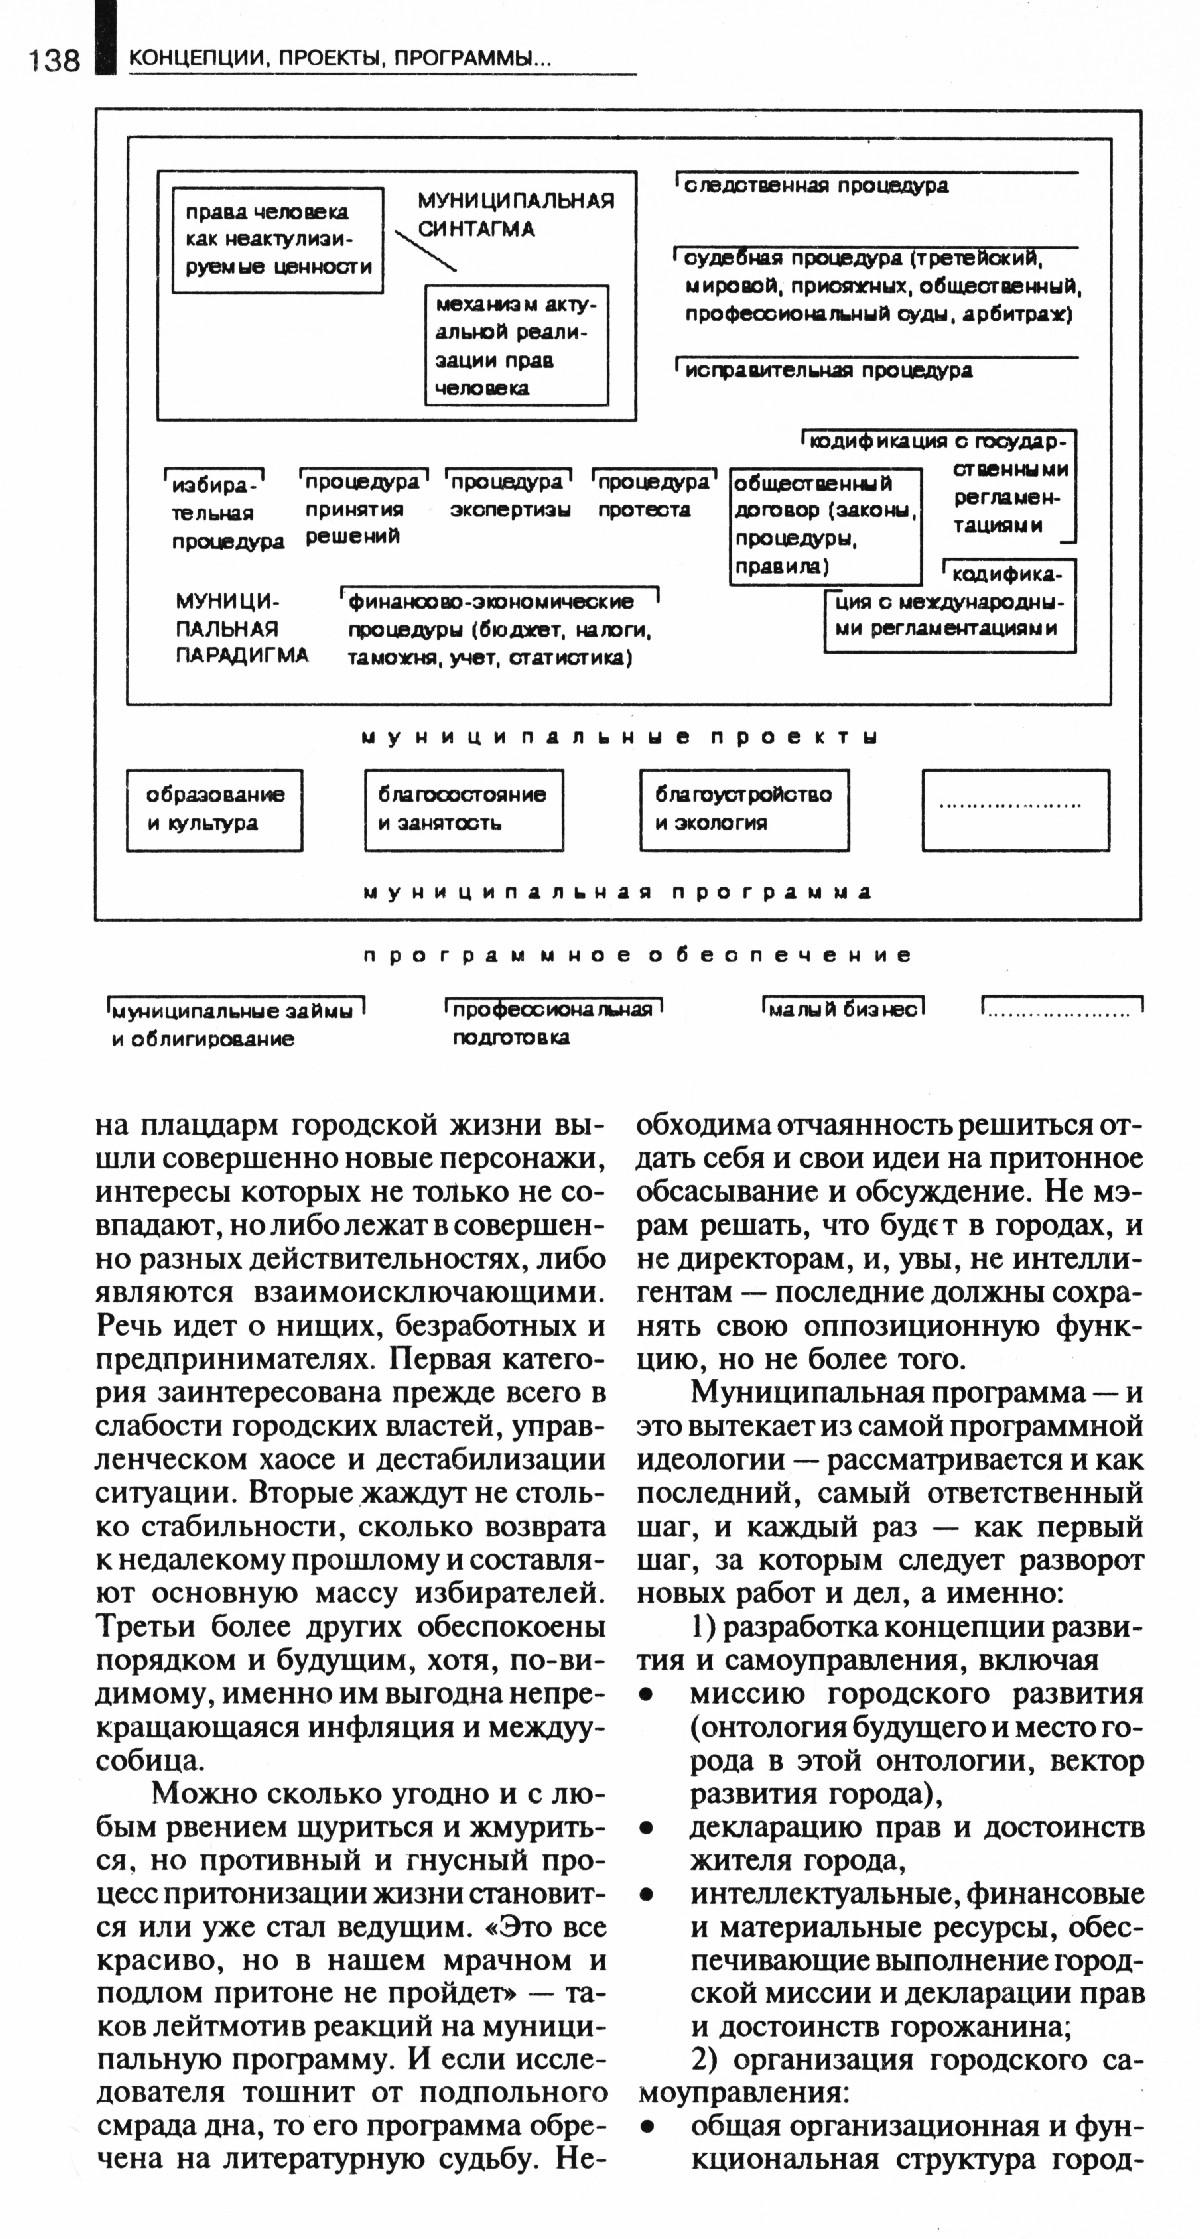 138
КОНЦЕПЦИИ, ПРОЕКТЫ, ПРОГРАММЫ...
права человека
как неактулизи-
руемые ценности
МУНИЦИПАЛЬНАЯ
СИНТАГМА
механизм акту-
альной реали-
зации прав
человека
следственная процедура
судебная процедура (третейский,
мировой, присяжных, общественный,
профессиональный суды, арбитраж)
исправительная процедура
избира-
тельная
процедура
процедура
принятия
решений
процедура
экспертизы
процедура
протеста
общественный
договор (законы,
процедуры,
правила)
кодификация с государ-
ственными
регламен-
тациями
кодифика-
ция с международны-
ми регламентациями
МУНИЦИ-
ПАЛЬНАЯ
ПАРАДИГМА
финансово-экономические
процедуры (бюджет, налоги,
таможня, учет, статистика)
муниципальные проекты
образование
и культура
благосостояние
и занятость
благоустройство
и экология
.....................
муниципальная программа
программное обеспечение
муниципальные займы
и облигирование
профессиональная
подготовка
малый бизнес
.....................
на плацдарм городской жизни вы-
шли совершенно новые персонажи,
интересы которых не только не со-
впадают, но либо лежат в совершен-
но разных действительностях, либо
являются взаимоисключающими.
Речь идет о нищих, безработных и
предпринимателях. Первая катего-
рия заинтересована прежде всего в
слабости городских властей, управ-
ленческом хаосе и дестабилизации
ситуации. Вторые жаждут не столь-
ко стабильности, сколько возврата
к недалекому прошлому и составля-
ют основную массу избирателей.
Третьи более других обеспокоены
порядком и будущим, хотя, по-ви-
димому, именно им выгодна непре-
кращающаяся инфляция и междуу-
собица.
Можно сколько угодно и с лю-
бым рвением щуриться и жмурить-
ся, но противный и гнусный про-
цесс притонизации жизни становит-
ся или уже стал ведущим. «Это все
красиво, но в нашем мрачном и
подлом притоне не пройдет» — та-
ков лейтмотив реакций на муници-
пальную программу. И если иссле-
дователя тошнит от подпольного
смрада дна, то его программа обре-
чена на литературную судьбу. Не-
обходима отчаянность решиться от-
дать себя и свои идеи на притонное
обсасывание и обсуждение. Не мэ-
рам решать, что будет в городах, и
не директорам, и, увы, не интелли-
гентам — последние должны сохра-
нять свою оппозиционную функ-
цию, но не более того.
Муниципальная программа — и
это вытекает из самой программной
идеологии — рассматривается и как
последний, самый ответственный
шаг, и каждый раз — как первый
шаг, за которым следует разворот
новых работ и дел, а именно:
1) разработка концепции разви-
тия и самоуправления, включая
• миссию городского развития
(онтология будущего и место го-
рода в этой онтологии, вектор
развития города),
• декларацию прав и достоинств
жителя города,
• интеллектуальные, финансовые
и материальные ресурсы, обес-
печивающие выполнение город-
ской миссии и декларации прав
и достоинств горожанина;
2) организация городского са-
моуправления:
• общая организационная и фун-
кциональная структура город-